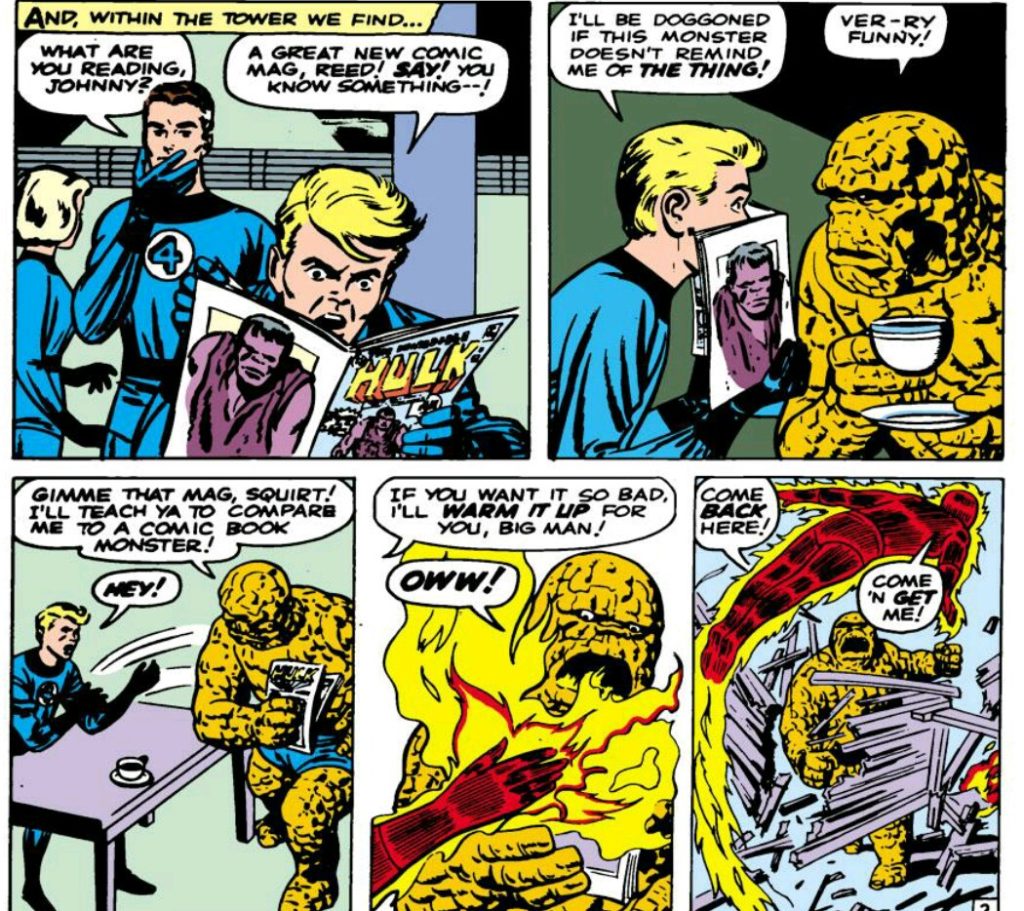 AND, WITHIN THE TOWER WE FIND...
WHAT ARE
YOU READING,
JOHNNY?
A GREAT NEW COMIC
MAG, REED! SAY! YOU
KNOW SOMETHING--!
4
HULK
I'LL BE DOGGONED
IF THIS MONSTER
DOESN'T REMIND
ME OF THE THING!
VER-RY
FUNNY!
GIMME THAT MAG, SQUIRT!
I'LL TEACH YA TO COMPARE
ME TO A COMIC BOOK
MONSTER!
HEY!
HULK
IF YOU WANT IT SO BAD,
I'LL WARM IT UP FOR
YOU, BIG MAN!
OWW!
COME
BACK
HERE!
COME
'N GET
ME!